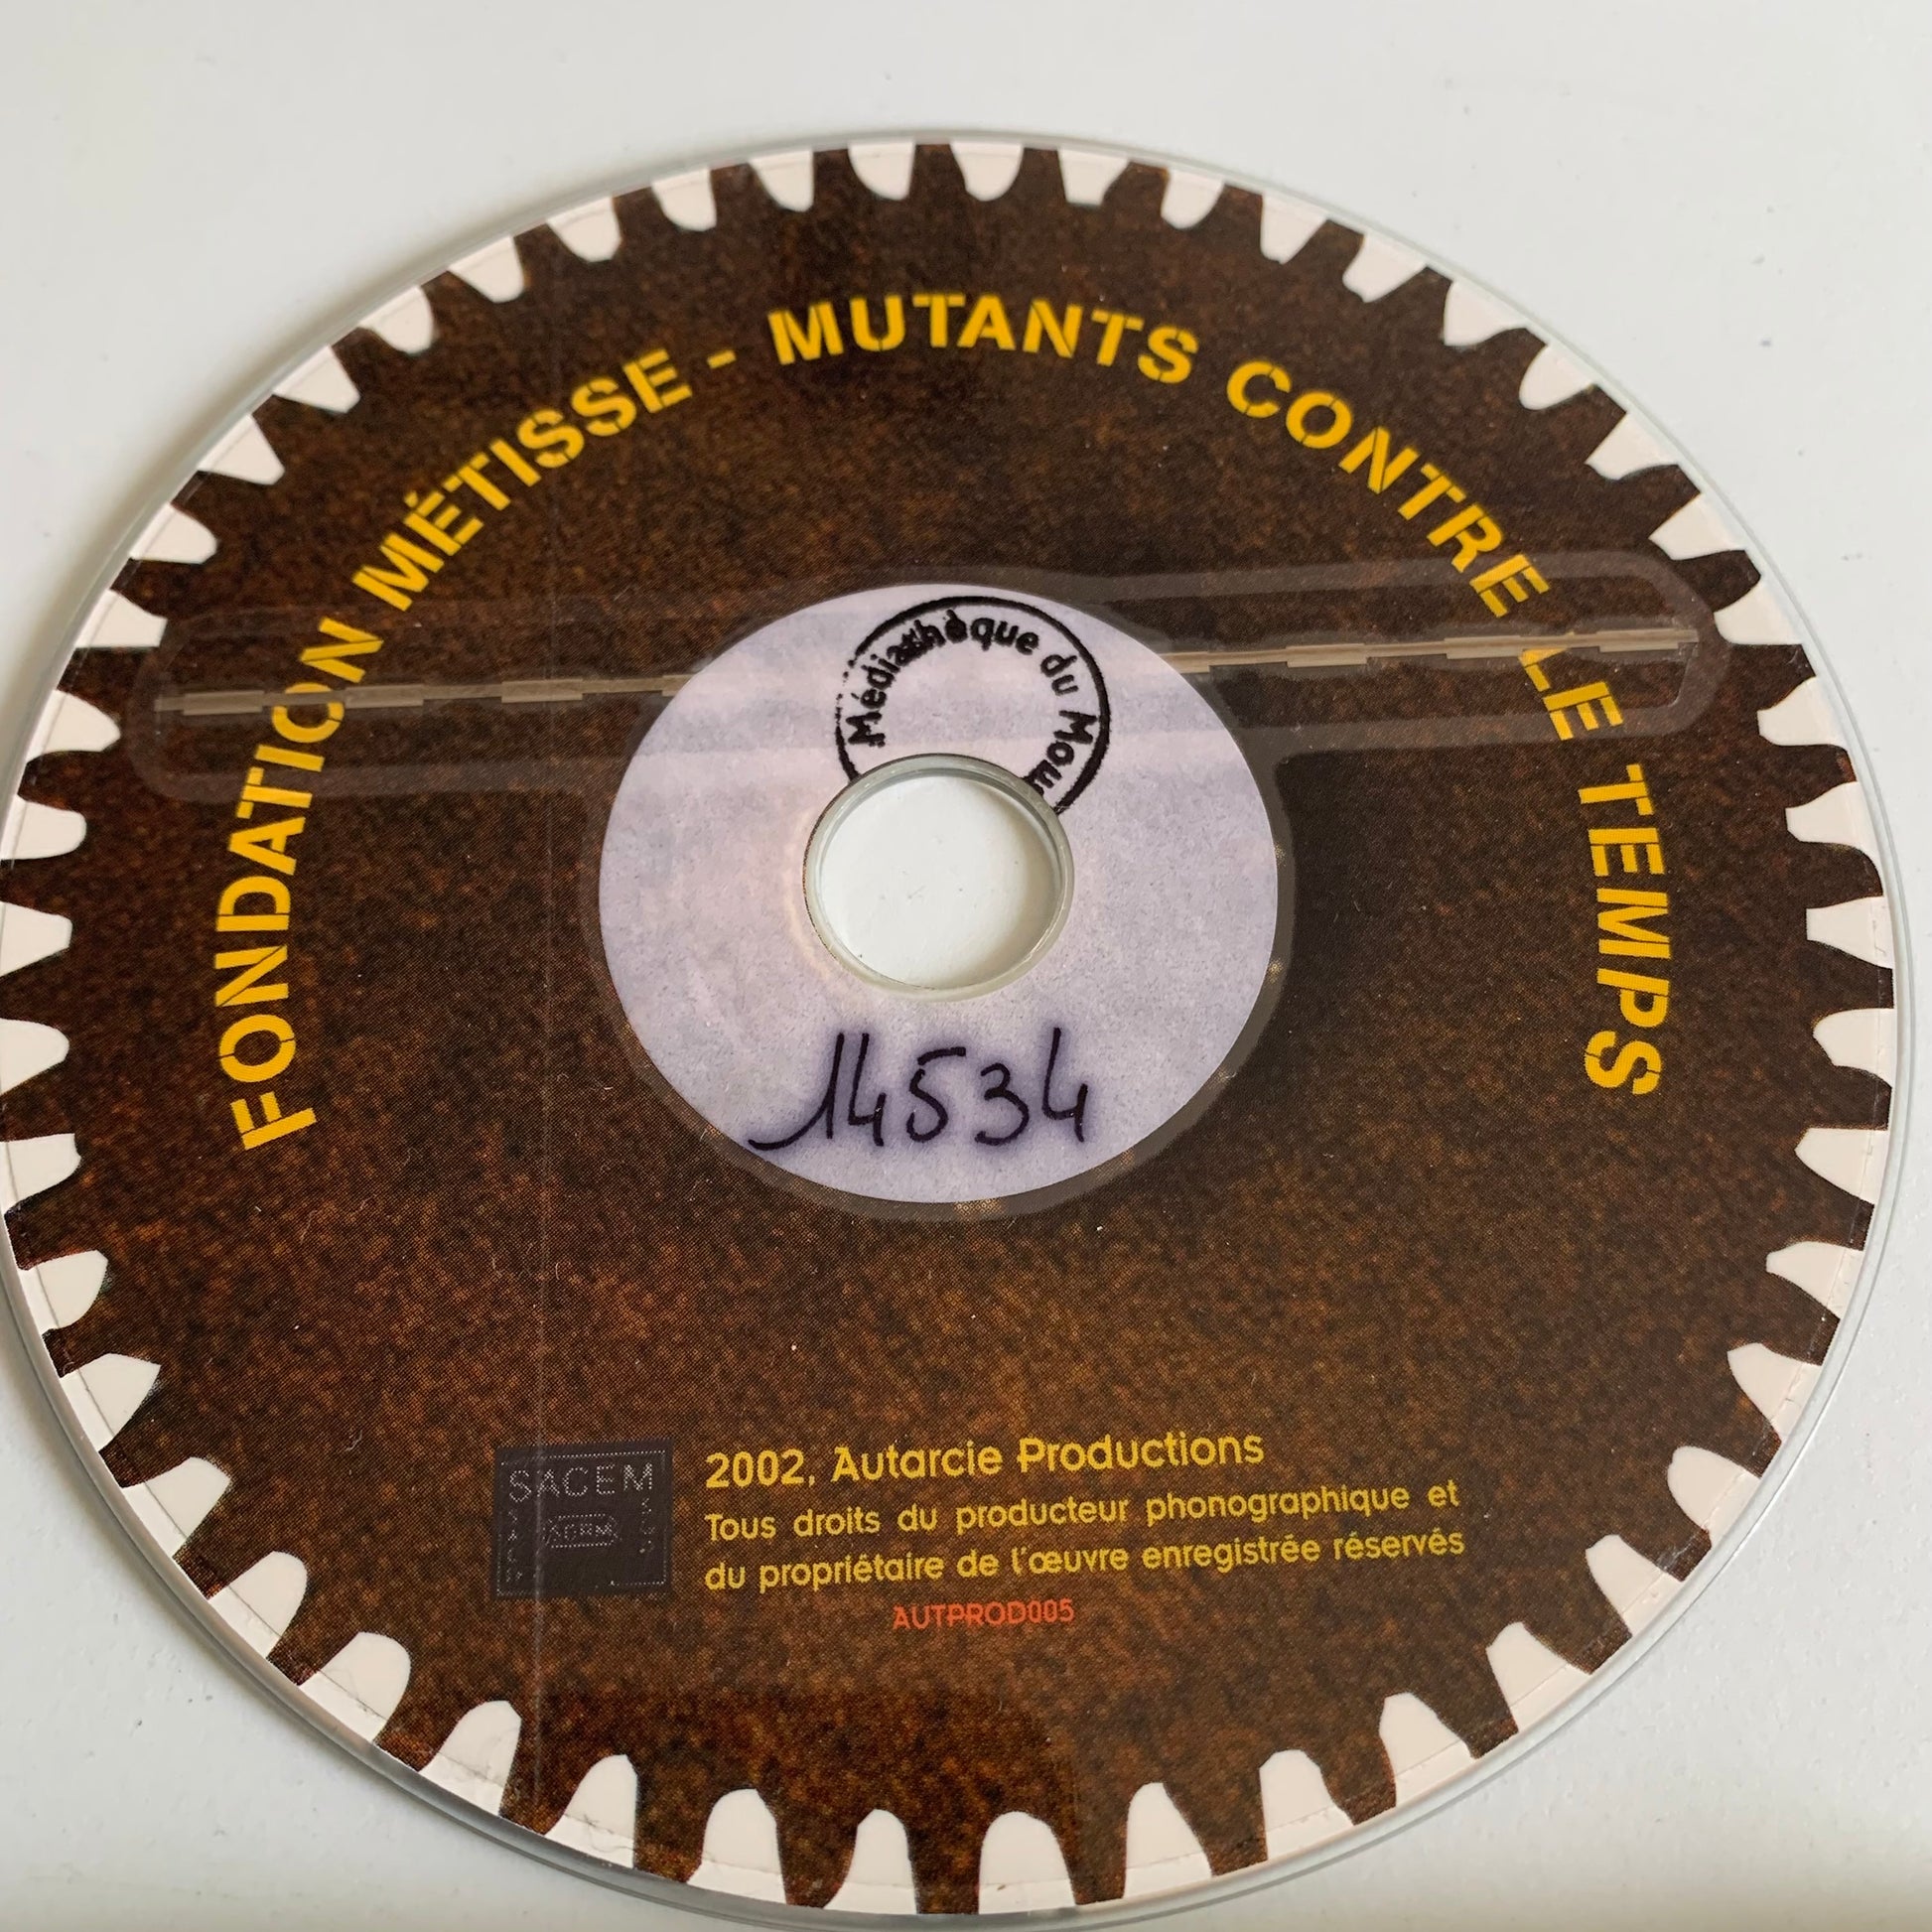 FONDATION MÉTISSE - MUTANTS CONTRE LE TEMPS
Médiathèque du
14534
SACEM
2002, Autarcie Productions
Tous droits du producteur phonographique et
du propriétaire de l'œuvre enregistrée réservés
AUTPROD005